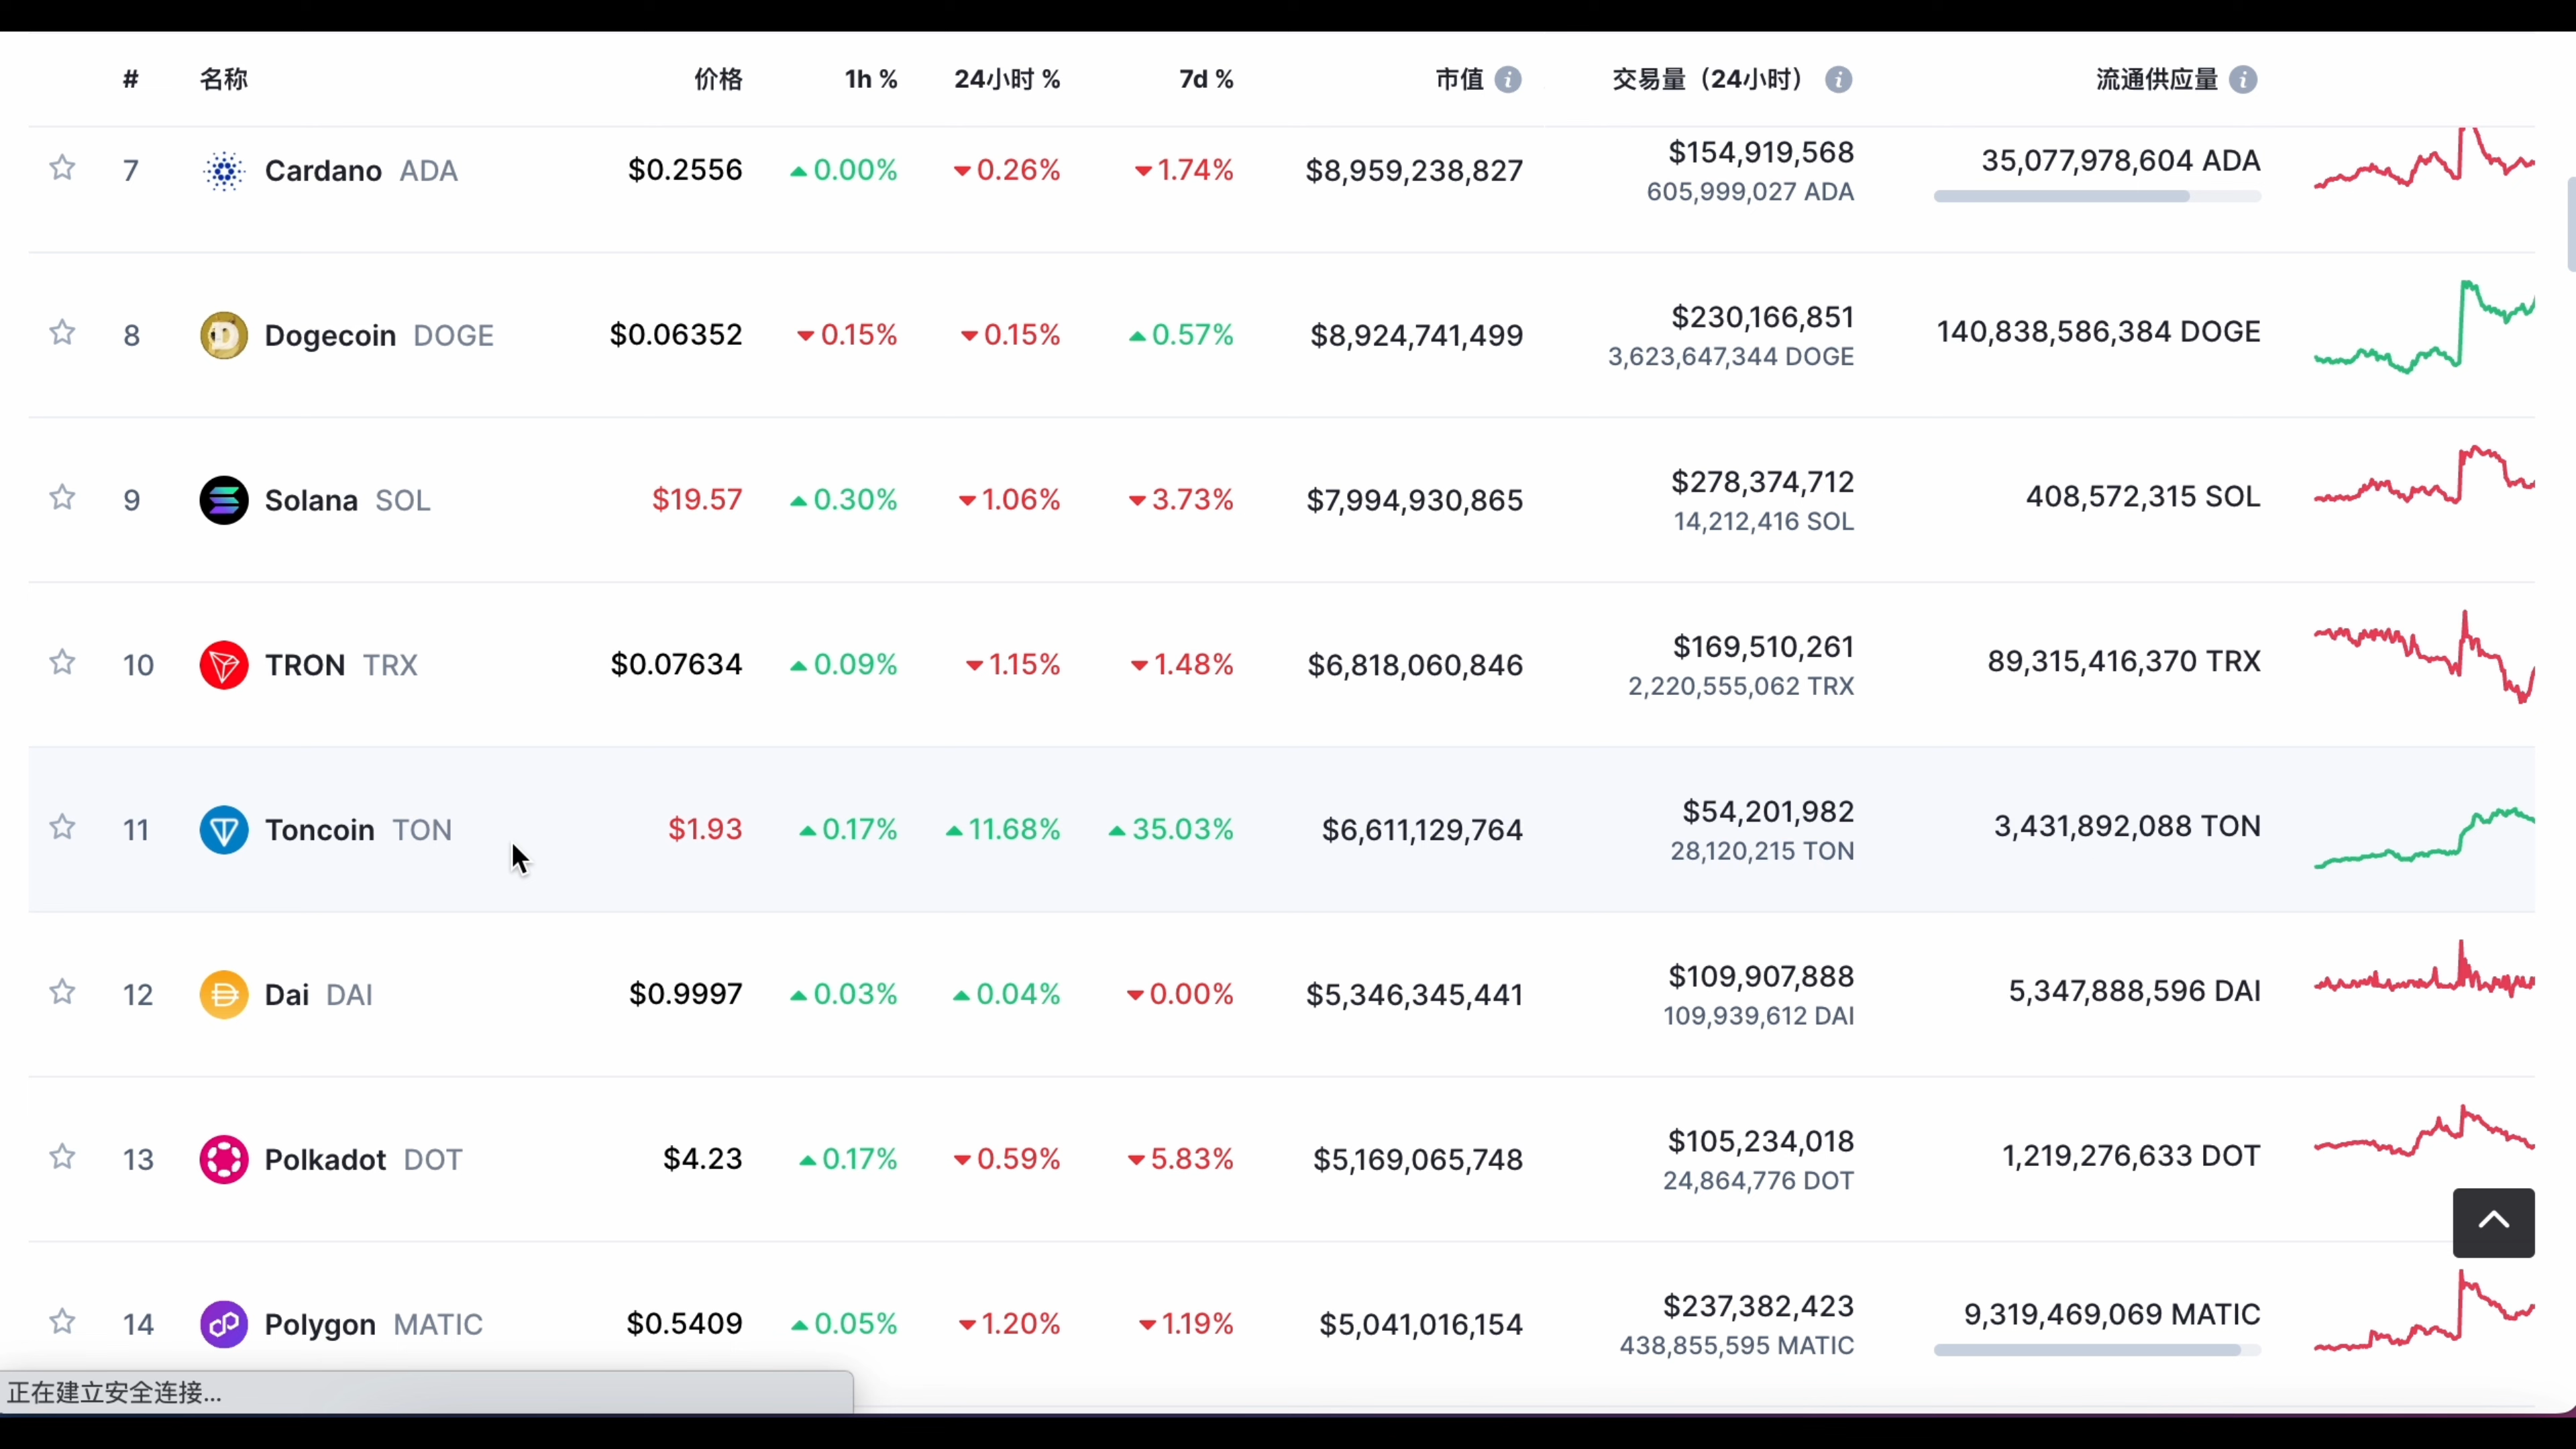 # 名称 价格 1h % 24小时 % 7d % 市值 交易量（24小时） 流通供应量
7 Cardano ADA $0.2556 0.00% 0.26% 1.74% $8,959,238,827 $154,919,568 35,077,978,604 ADA
605,999,027 ADA
8 Dogecoin DOGE $0.06352 0.15% 0.15% 0.57% $8,924,741,499 $230,166,851 140,838,586,384 DOGE
3,623,647,344 DOGE
9 Solana SOL $19.57 0.30% 1.06% 3.73% $7,994,930,865 $278,374,712 408,572,315 SOL
14,212,416 SOL
10 TRON TRX $0.07634 0.09% 1.15% 1.48% $6,818,060,846 $169,510,261 89,315,416,370 TRX
2,220,555,062 TRX
11 Toncoin TON $1.93 0.17% 11.68% 35.03% $6,611,129,764 $54,201,982 3,431,892,088 TON
28,120,215 TON
12 Dai DAI $0.9997 0.03% 0.04% 0.00% $5,346,345,441 $109,907,888 5,347,888,596 DAI
109,939,612 DAI
13 Polkadot DOT $4.23 0.17% 0.59% 5.83% $5,169,065,748 $105,234,018 1,219,276,633 DOT
24,864,776 DOT
14 Polygon MATIC $0.5409 0.05% 1.20% 1.19% $5,041,016,154 $237,382,423 9,319,469,069 MATIC
438,855,595 MATIC
正在建立安全连接...